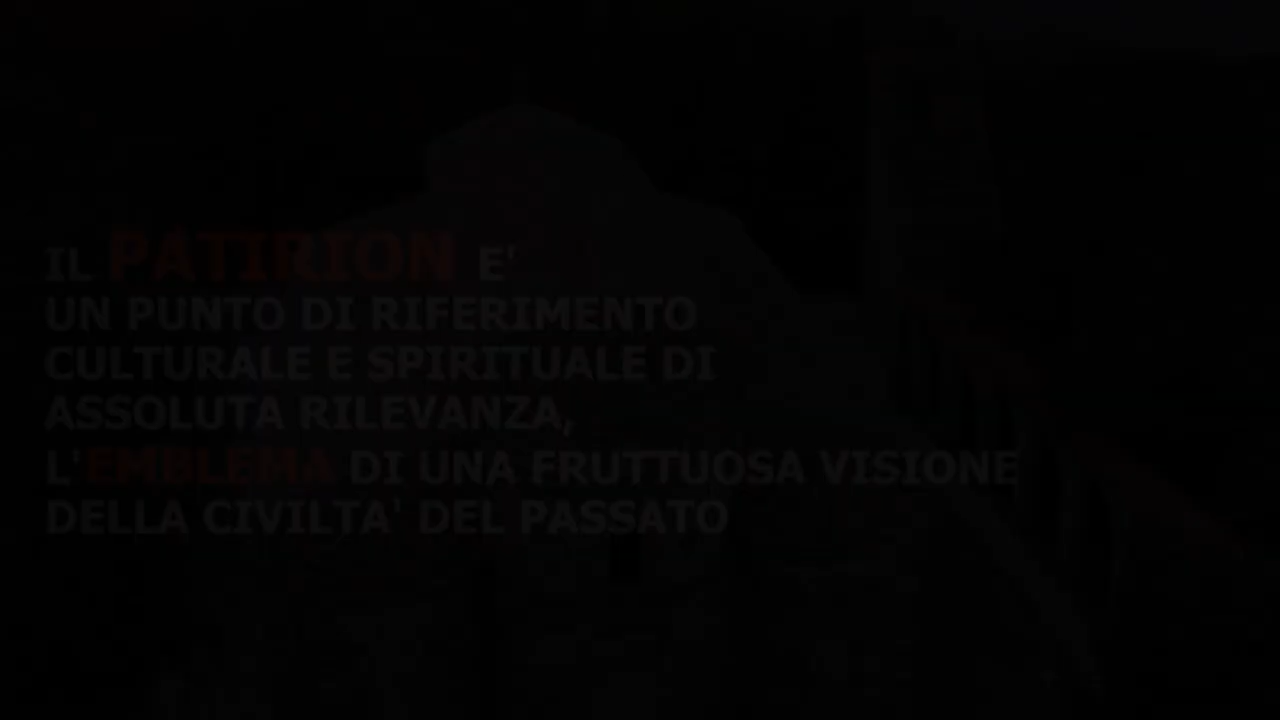 IL PATIRION E'
UN PUNTO DI RIFERIMENTO
CULTURALE E SPIRITUALE DI
ASSOLUTA RILEVANZA,
L'EMBLEMA DI UNA FRUTTUOSA VISIONE
DELLA CIVILTA' DEL PASSATO